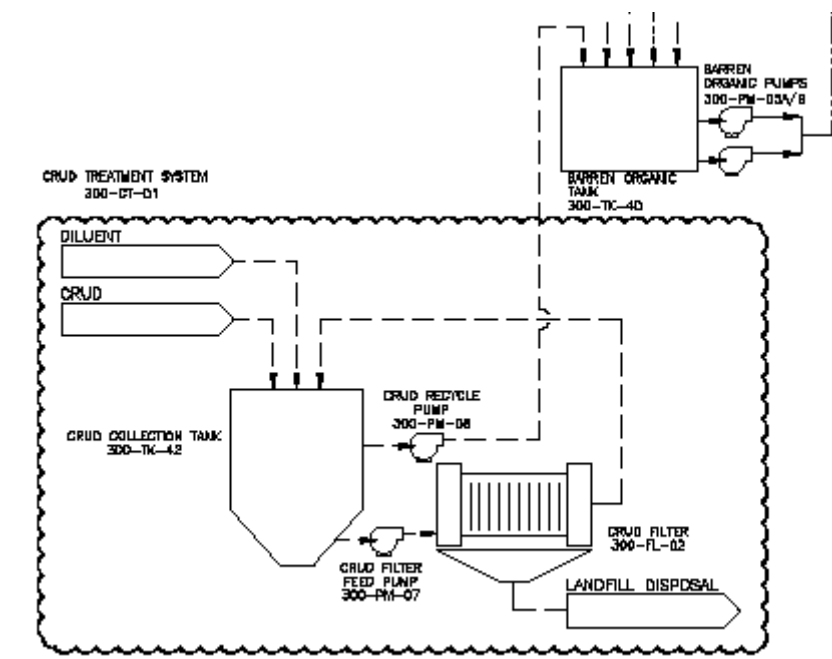 BARREN
ORGANIC PUMPS
300-PM-05A/B
BARREN ORGANIC
TANK
300-TK-40
CRUD TREATMENT SYSTEM
300-CT-01
DILUENT
CRUD
CRUD RECYCLE
PUMP
300-PM-08
CRUD COLLECTION TANK
300-TK-42
CRUD FILTER
300-FL-02
CRUD FILTER
FEED PUMP
300-PM-07
LANDFILL DISPOSAL